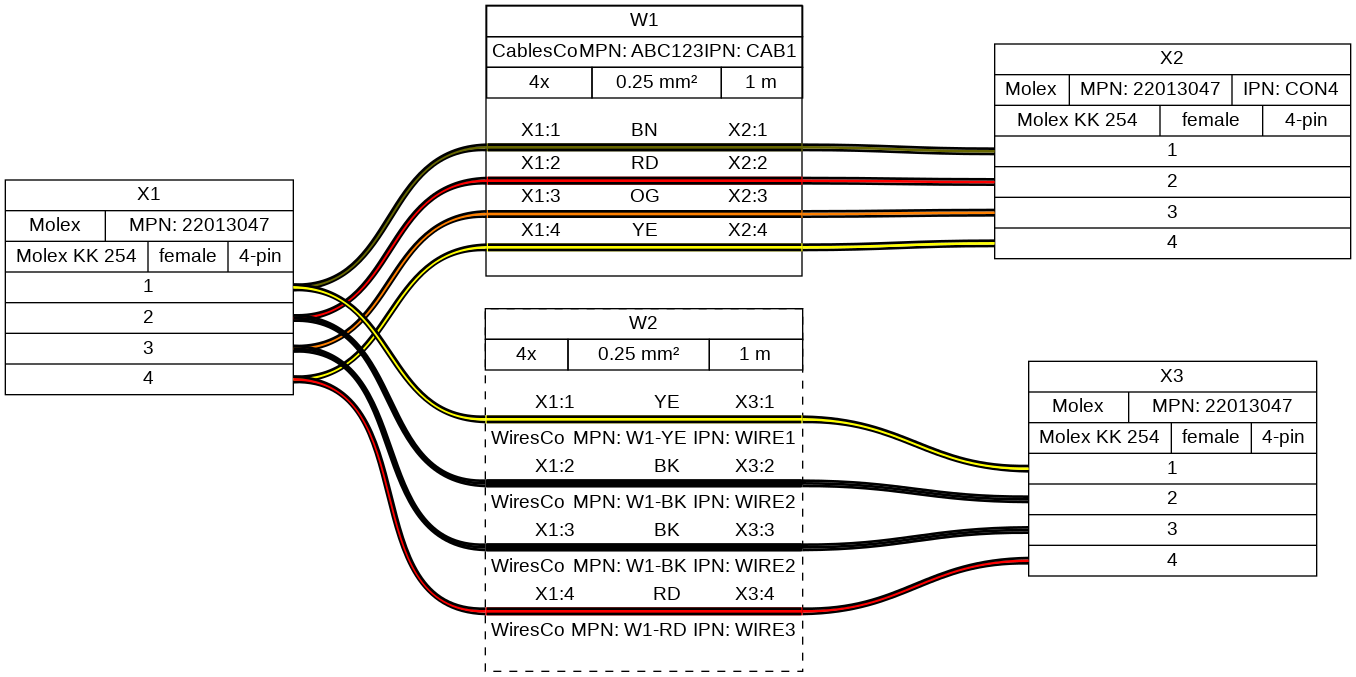 W1
CablesCo MPN: ABC123 IPN: CAB1
4x 0.25 mm² 1 m
X1:1 BN X2:1
X1:2 RD X2:2
X1:3 OG X2:3
X1:4 YE X2:4
X2
Molex MPN: 22013047 IPN: CON4
Molex KK 254 female 4-pin
1
2
3
4
X1
Molex MPN: 22013047
Molex KK 254 female 4-pin
1
2
3
4
W2
4x 0.25 mm² 1 m
X1:1 YE X3:1
WiresCo MPN: W1-YE IPN: WIRE1
X1:2 BK X3:2
WiresCo MPN: W1-BK IPN: WIRE2
X1:3 BK X3:3
WiresCo MPN: W1-BK IPN: WIRE2
X1:4 RD X3:4
WiresCo MPN: W1-RD IPN: WIRE3
X3
Molex MPN: 22013047
Molex KK 254 female 4-pin
1
2
3
4